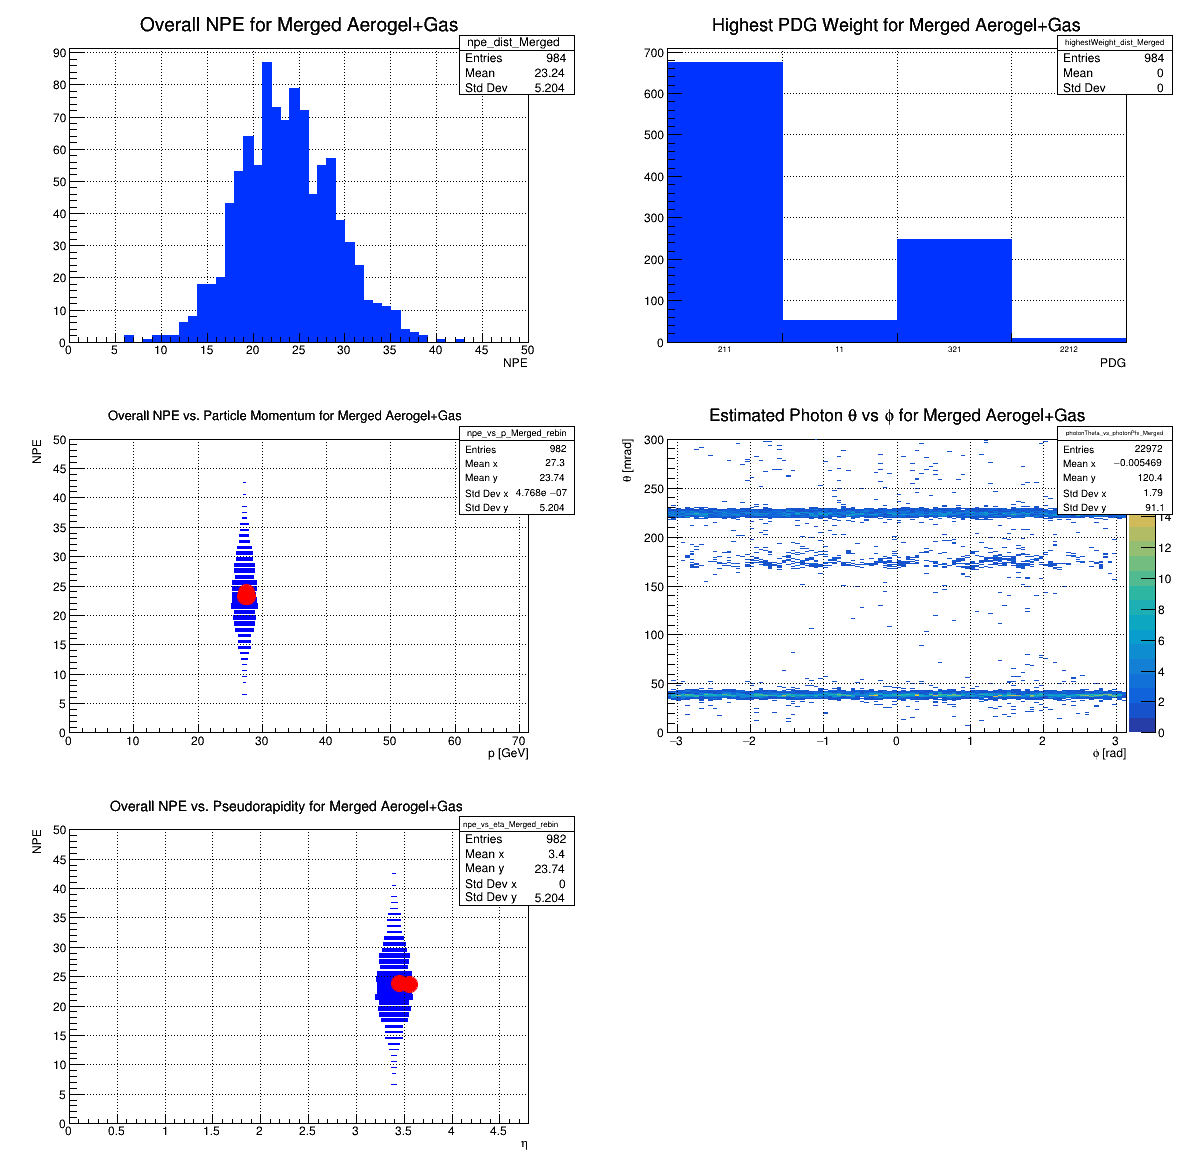 Overall NPE for Merged Aerogel+Gas
npe_dist_Merged
Entries 984
Mean 23.24
Std Dev 5.204
90
80
70
60
50
40
30
20
10
0
0 5 10 15 20 25 30 35 40 45 50
NPE
Highest PDG Weight for Merged Aerogel+Gas
highestWeight_dist_Merged
Entries 984
Mean 0
Std Dev 0
700
600
500
400
300
200
100
0
211 11 321 2212
PDG
Overall NPE vs. Particle Momentum for Merged Aerogel+Gas
npe_vs_p_Merged_rebin
Entries 982
Mean x 27.3
Mean y 23.74
Std Dev x 4.768e −07
Std Dev y 5.204
NPE
50
45
40
35
30
25
20
15
10
5
0
0 10 20 30 40 50 60 70
p [GeV]
Estimated Photon θ vs ϕ for Merged Aerogel+Gas
photonTheta_vs_photonPhi_Merged
Entries 22972
Mean x −0.005469
Mean y 120.4
Std Dev x 1.79
Std Dev y 91.1
θ [mrad]
300
250
200
150
100
50
0
−3 −2 −1 0 1 2 3
ϕ [rad]
14
12
10
8
6
4
2
0
Overall NPE vs. Pseudorapidity for Merged Aerogel+Gas
npe_vs_eta_Merged_rebin
Entries 982
Mean x 3.4
Mean y 23.74
Std Dev x 0
Std Dev y 5.204
NPE
50
45
40
35
30
25
20
15
10
5
0
0 0.5 1 1.5 2 2.5 3 3.5 4 4.5
η